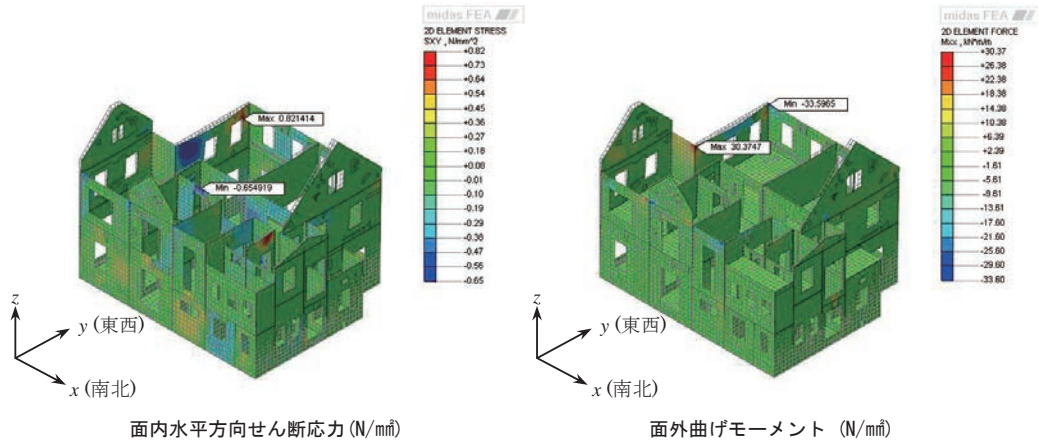 midas FEA
2D ELEMENT STRESS
SXY , N/mm^2
+0.82
+0.73
+0.64
+0.54
+0.45
+0.36
+0.27
+0.18
+0.08
-0.01
-0.10
-0.19
-0.29
-0.38
-0.47
-0.56
-0.65
Max 0.821414
Min -0.654919
z
y (東西)
x (南北)
面内水平方向せん断応力(N/m㎡)
midas FEA
2D ELEMENT FORCE
Mxx , kN*m/m
+30.37
+26.38
+22.38
+18.38
+14.38
+10.38
+6.39
+2.39
-1.61
-5.61
-9.61
-13.61
-17.60
-21.60
-25.60
-29.60
-33.60
Min -33.5965
Max 30.3747
z
y (東西)
x (南北)
面外曲げモーメント (N/m㎡)